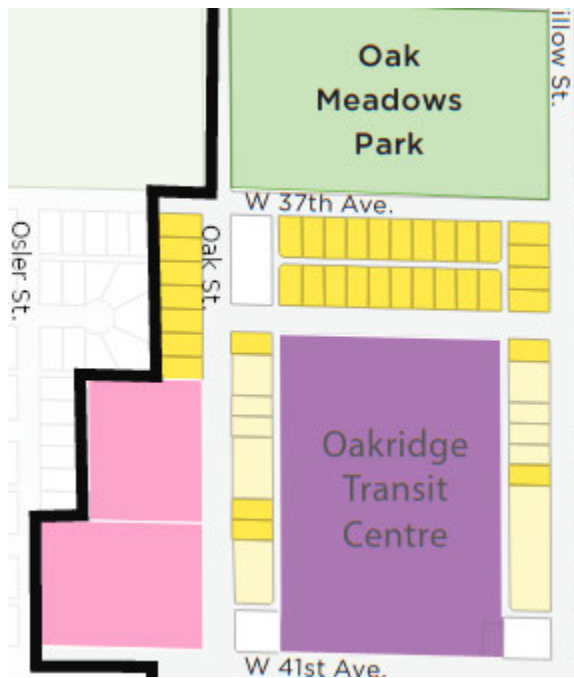 Oak
Meadows
Park
illow St.
W 37th Ave.
Osler St.
Oak St.
Oakridge
Transit
Centre
W 41st Ave.